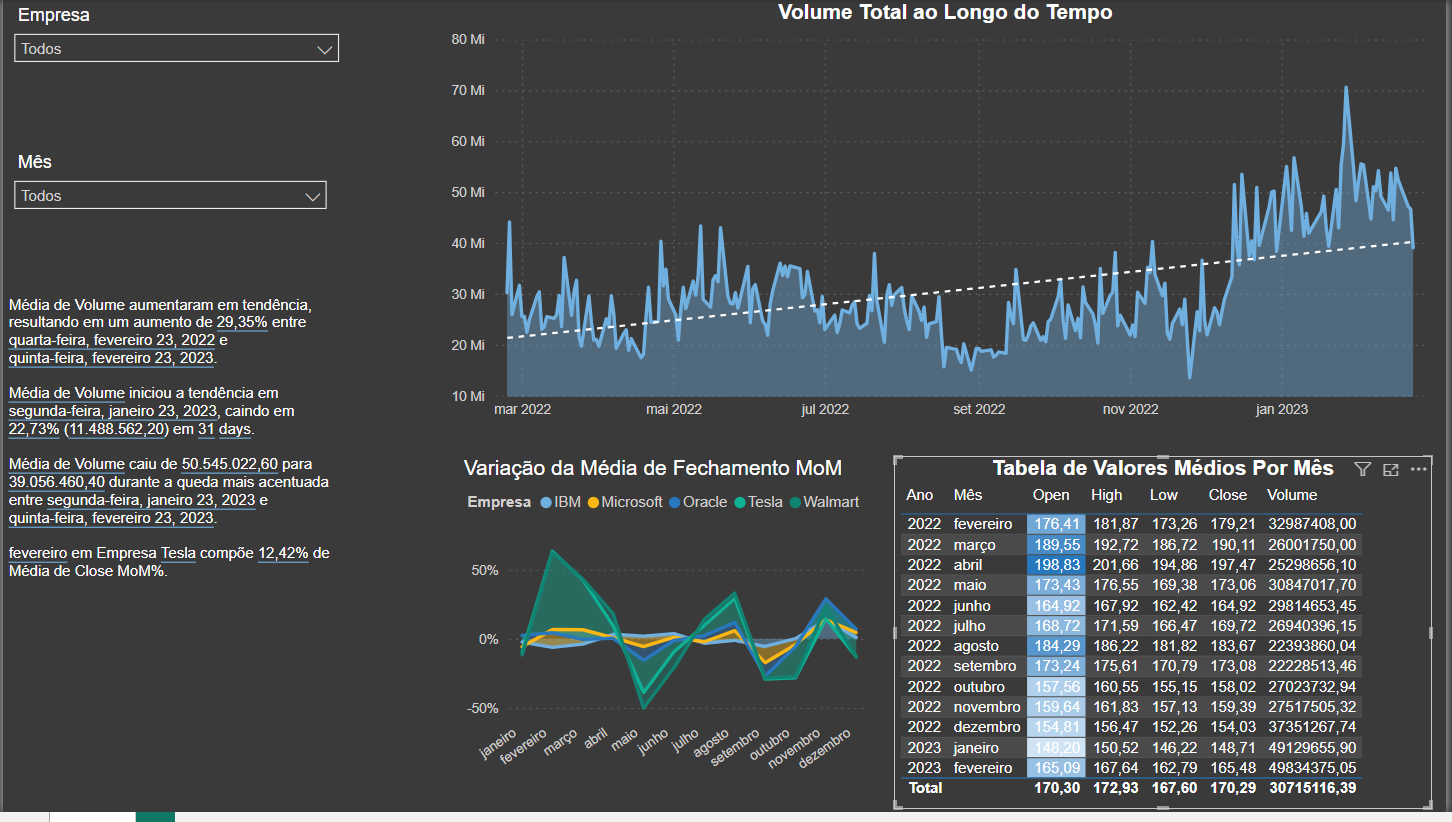 Empresa
Todos
Mês
Todos
Média de Volume aumentaram em tendência,
resultando em um aumento de 29,35% entre
quarta-feira, fevereiro 23, 2022 e
quinta-feira, fevereiro 23, 2023.
Média de Volume iniciou a tendência em
segunda-feira, janeiro 23, 2023, caindo em
22,73% (11.488.562,20) em 31 days.
Média de Volume caiu de 50.545.022,60 para
39.056.460,40 durante a queda mais acentuada
entre segunda-feira, janeiro 23, 2023 e
quinta-feira, fevereiro 23, 2023.
fevereiro em Empresa Tesla compõe 12,42% de
Média de Close MoM%.
Volume Total ao Longo do Tempo
80 Mi
70 Mi
60 Mi
50 Mi
40 Mi
30 Mi
20 Mi
10 Mi
mar 2022 mai 2022 jul 2022 set 2022 nov 2022 jan 2023
Variação da Média de Fechamento MoM
Empresa IBM Microsoft Oracle Tesla Walmart
50%
0%
-50%
janeiro fevereiro março abril maio junho julho agosto setembro outubro novembro dezembro
Tabela de Valores Médios Por Mês
Ano Mês Open High Low Close Volume
2022 fevereiro 176,41 181,87 173,26 179,21 32987408,00
2022 março 189,55 192,72 186,72 190,11 26001750,00
2022 abril 198,83 201,66 194,86 197,47 25298656,10
2022 maio 173,43 176,55 169,38 173,06 30847017,70
2022 junho 164,92 167,92 162,42 164,92 29814653,45
2022 julho 168,72 171,59 166,47 169,72 26940396,15
2022 agosto 184,29 186,22 181,82 183,67 22393860,04
2022 setembro 173,24 175,61 170,79 173,08 22228513,46
2022 outubro 157,56 160,55 155,15 158,02 27023732,94
2022 novembro 159,64 161,83 157,13 159,39 27517505,32
2022 dezembro 154,81 156,47 152,26 154,03 37351267,74
2023 janeiro 148,20 150,52 146,22 148,71 49129655,90
2023 fevereiro 165,09 167,64 162,79 165,48 49834375,05
Total 170,30 172,93 167,60 170,29 30715116,39